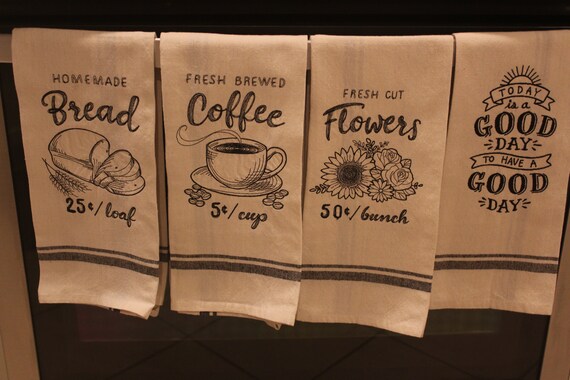 HOMEMADE
Bread
25¢/loaf
FRESH BREWED
Coffee
5¢/cup
FRESH CUT
Flowers
50¢/bunch
TODAY
is a
GOOD
DAY
TO HAVE A
GOOD
DAY